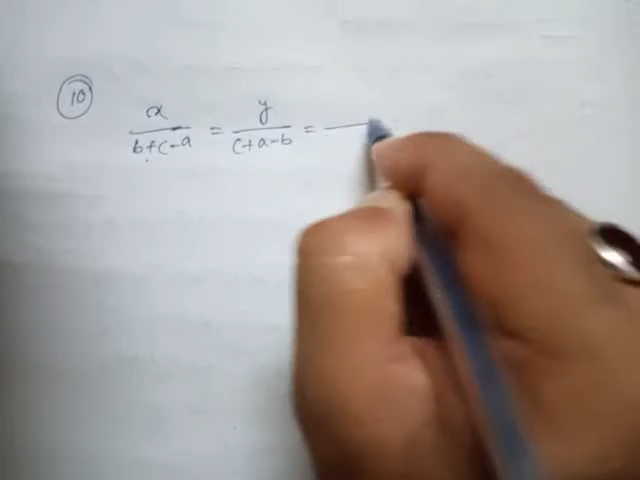 10
x/(b+c-a) = y/(c+a-b) =